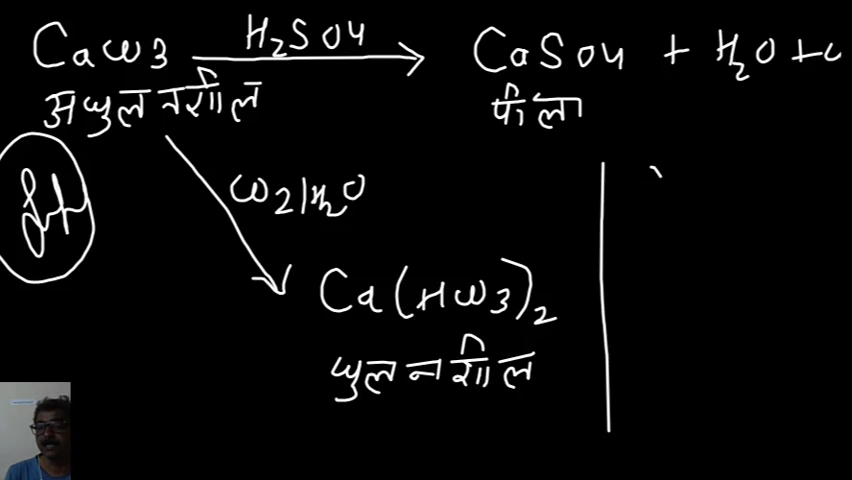 CaCO3 H2SO4 CaSO4 + H2O + C
अघुलनशील पीला
CO2/H2O
Ca(HCO3)2
घुलनशील